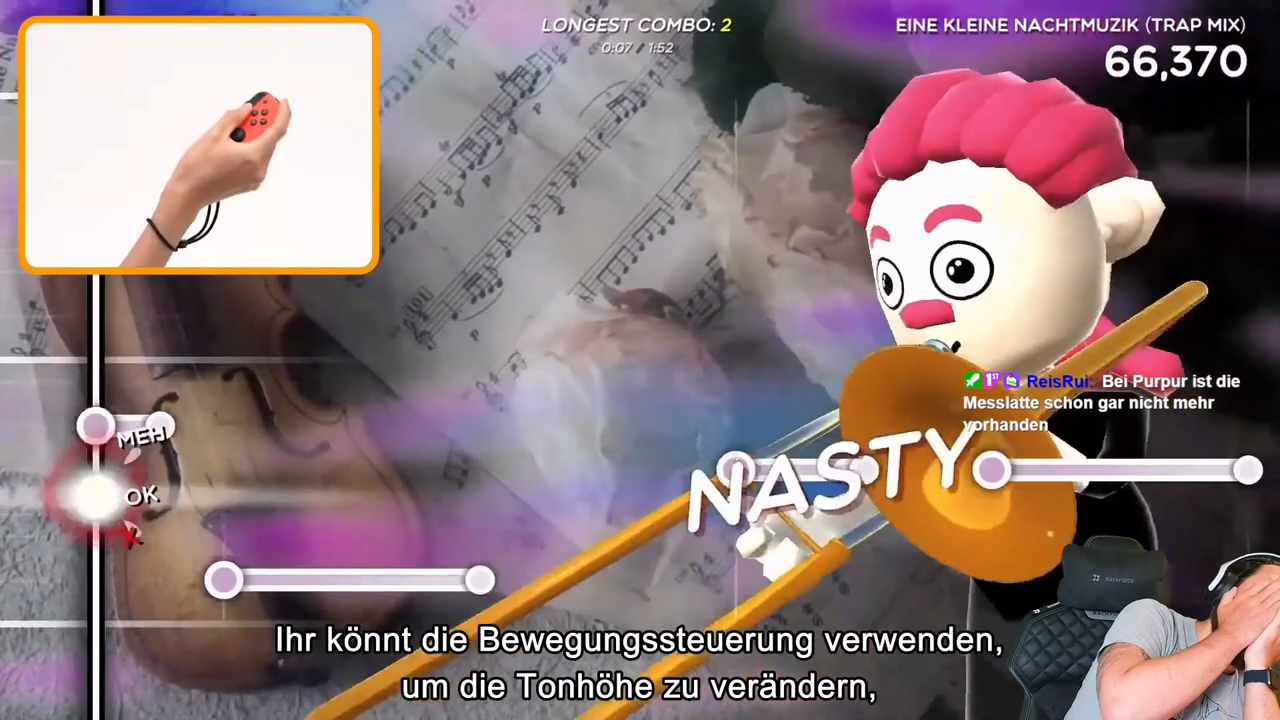 LONGEST COMBO: 2
0:07 / 1:52
EINE KLEINE NACHTMUZIK (TRAP MIX)
66,370
1ST ReisRui: Bei Purpur ist die
Messlatte schon gar nicht mehr
vorhanden
MEH
OK
X
NASTY
Ihr könnt die Bewegungssteuerung verwenden,
um die Tonhöhe zu verändern,